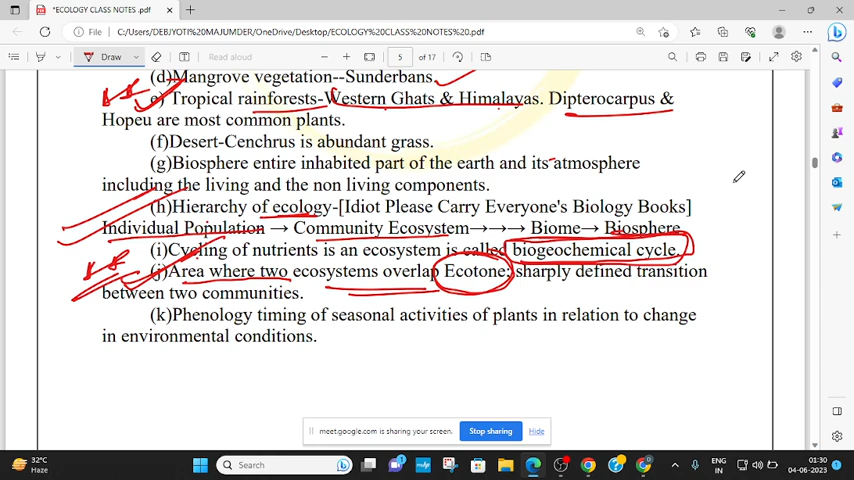 *ECOLOGY CLASS NOTES .pdf
File | C:/Users/DEBJYOTI MAJUMDER/OneDrive/Desktop/ECOLOGY%20CLASS%20NOTES%20.pdf
Draw
Read aloud
5 of 17
(d)Mangrove vegetation--Sunderbans.
e) Tropical rainforests-Western Ghats & Himalayas. Dipterocarpus &
Hopeu are most common plants.
(f)Desert-Cenchrus is abundant grass.
(g)Biosphere entire inhabited part of the earth and its atmosphere
including the living and the non living components.
(h)Hierarchy of ecology-[Idiot Please Carry Everyone's Biology Books]
Individual Population → Community Ecosystem→→→ Biome→ Biosphere
(i)Cycling of nutrients is an ecosystem is called biogeochemical cycle.
(j)Area where two ecosystems overlap Ecotone; sharply defined transition
between two communities.
(k)Phenology timing of seasonal activities of plants in relation to change
in environmental conditions.
meet.google.com is sharing your screen.
Stop sharing
Hide
32°C
Haze
Search
ENG
IN
01:30
04-06-2023